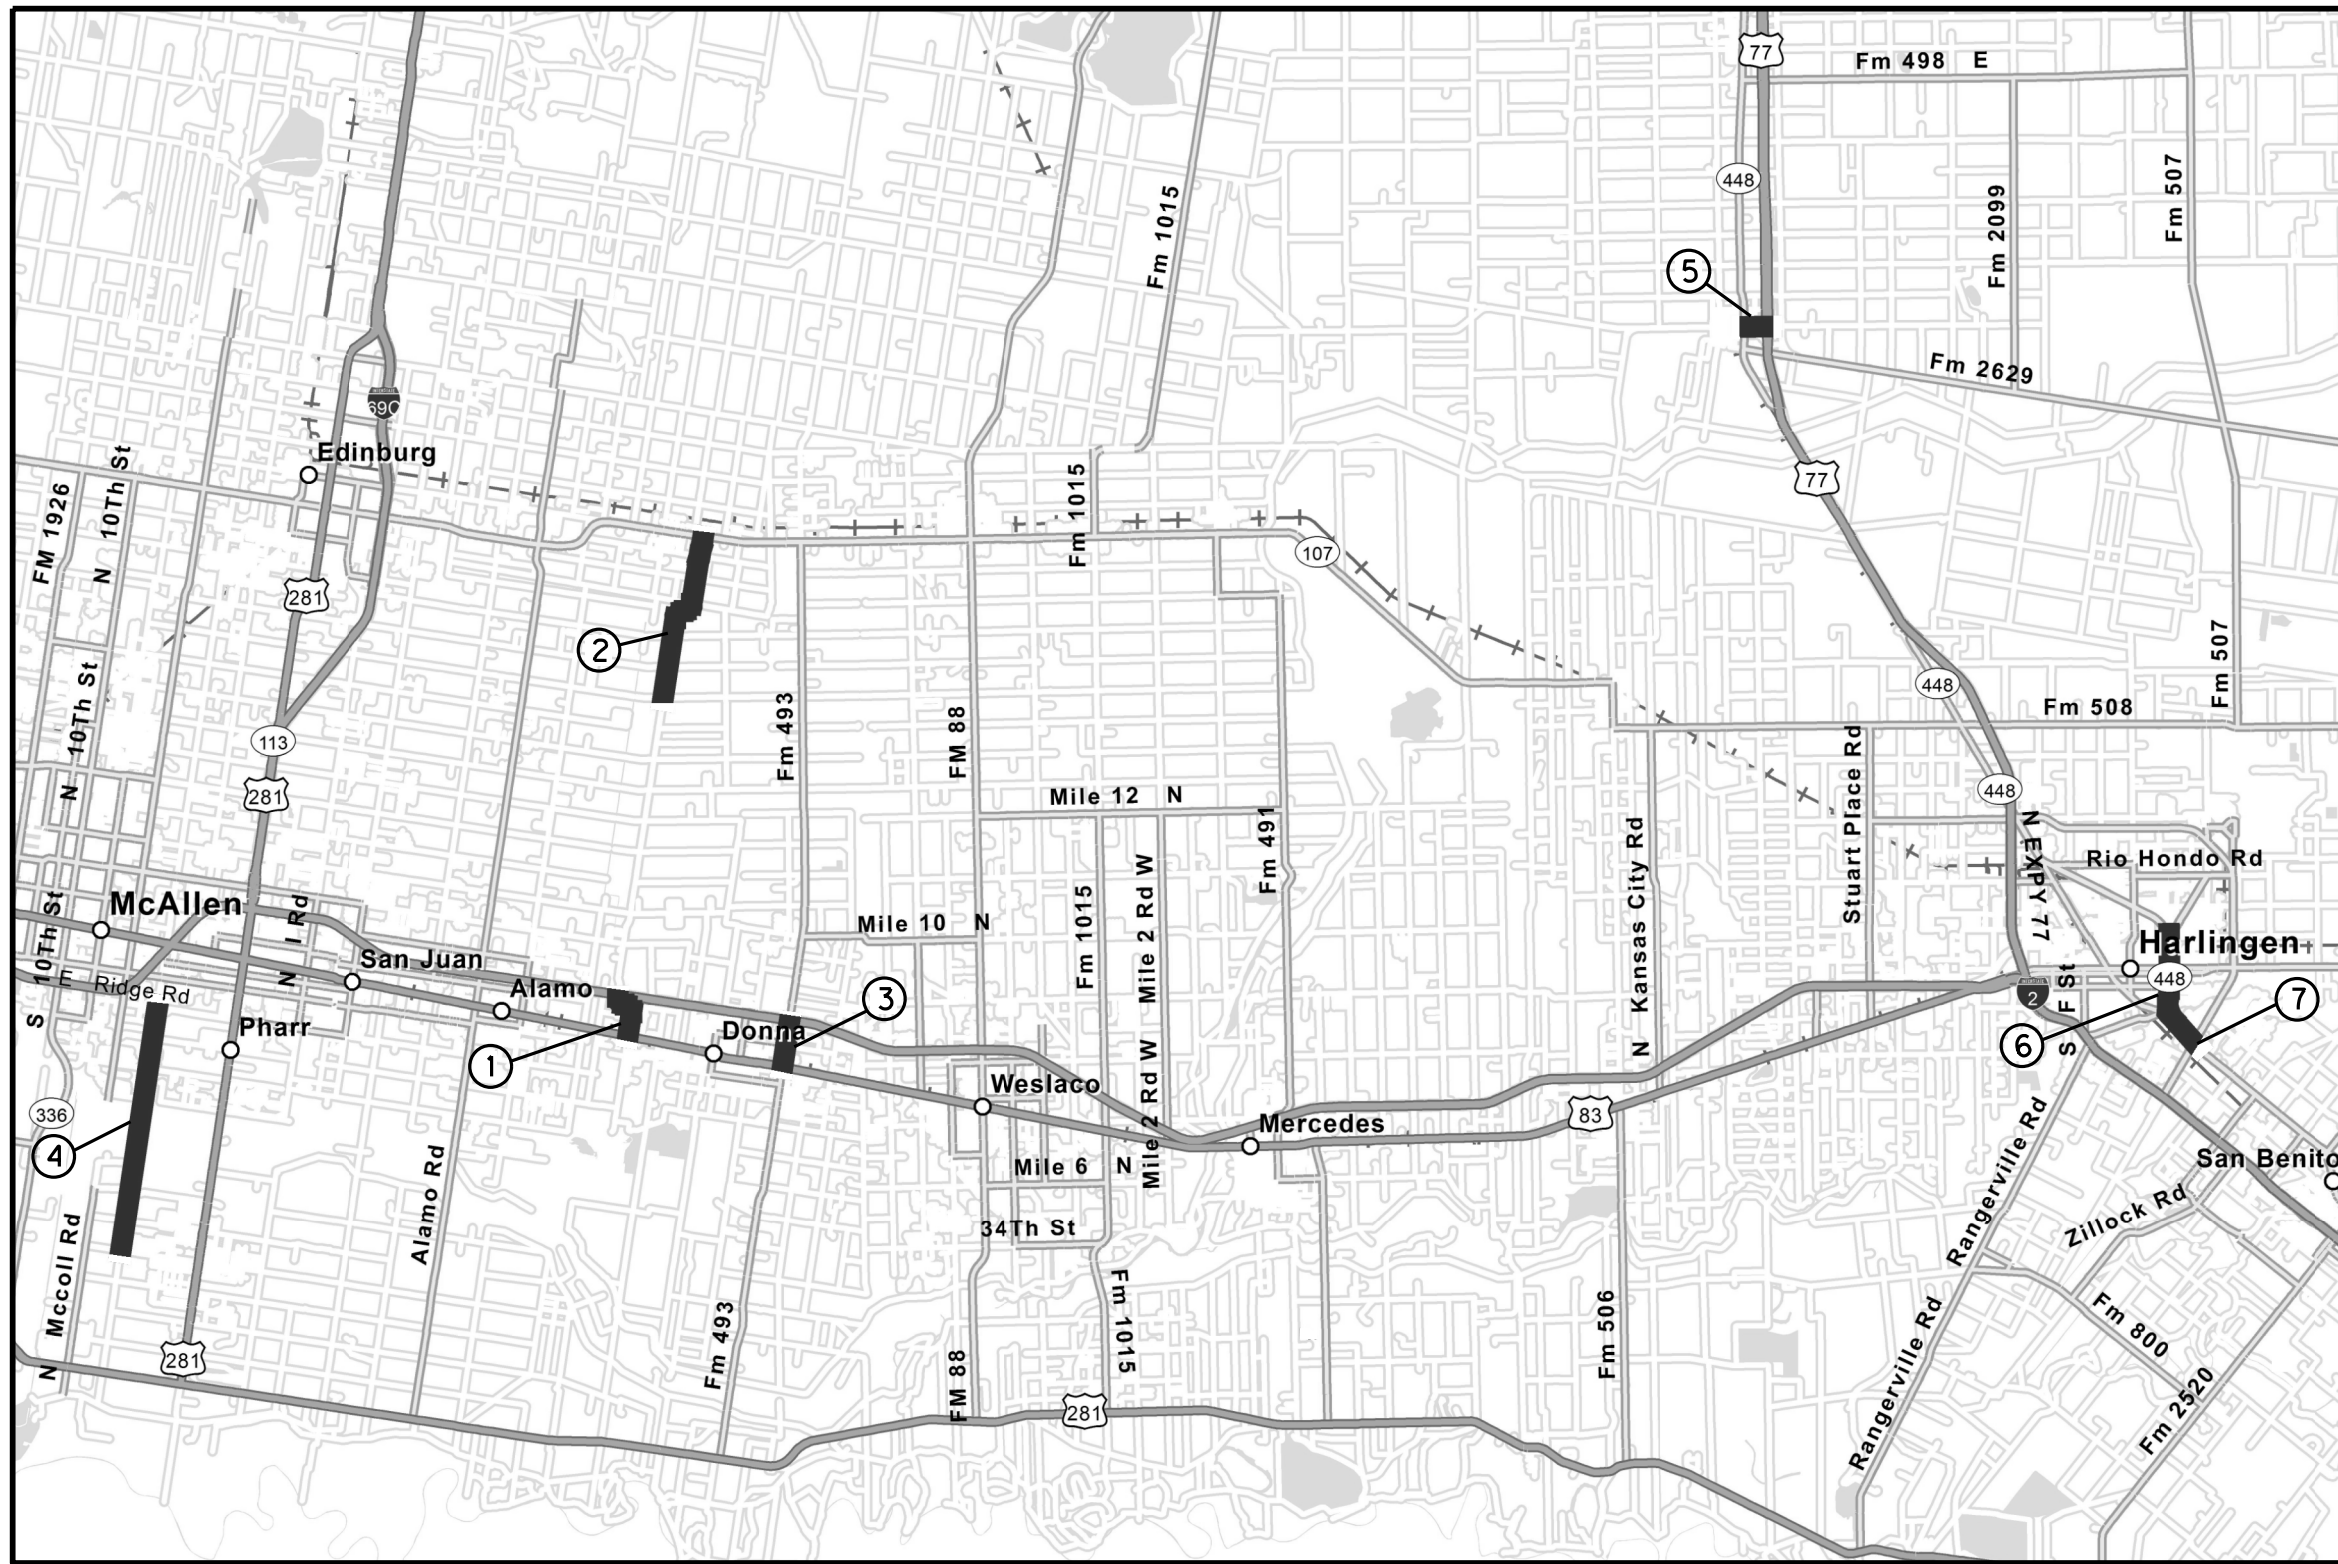 77
Fm 498 E
448
Fm 1015
Fm 2099
Fm 507
5
Fm 2629
69C
Edinburg
FM 1926
N 10Th St
Fm 1015
77
107
281
2
N 10Th St
Fm 493
FM 88
Fm 507
448
Fm 508
113
281
Mile 12 N
448
Stuart Place Rd
N Kansas City Rd
Fm 491
N EXPY 77
Rio Hondo Rd
McAllen
S 10Th St
N I Rd
Mile 10 N
Fm 1015
Mile 2 Rd W
Harlingen
San Juan
E Ridge Rd
Alamo
3
448
2
S F St
7
Pharr
Donna
1
6
Weslaco
Mile 2 Rd W
336
4
Mercedes
83
Mile 6 N
San Benito
Rangerville Rd
Zillock Rd
Alamo Rd
34Th St
N Mccoll Rd
Fm 493
Fm 1015
Fm 506
Fm 800
281
FM 88
281
Rangerville Rd
Fm 2520